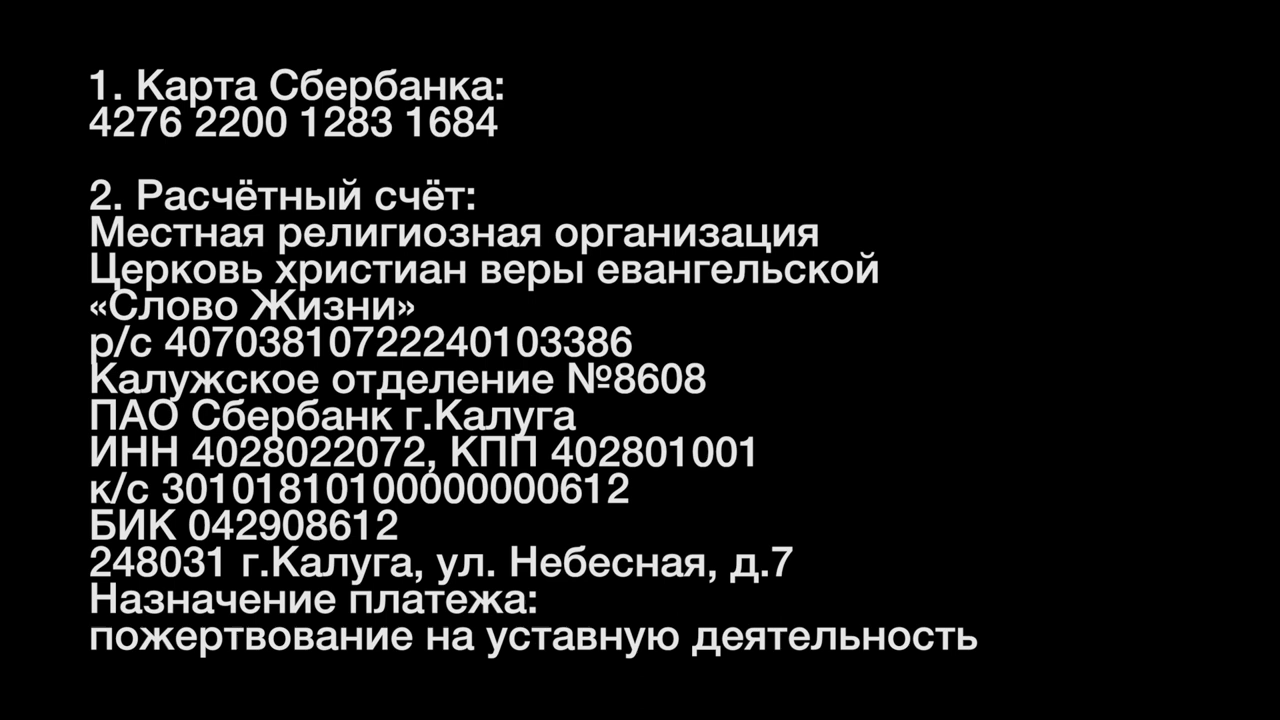 1. Карта Сбербанка:
4276 2200 1283 1684
2. Расчётный счёт:
Местная религиозная организация
Церковь христиан веры евангельской
«Слово Жизни»
р/с 40703810722240103386
Калужское отделение №8608
ПАО Сбербанк г.Калуга
ИНН 4028022072, КПП 402801001
к/с 30101810100000000612
БИК 042908612
248031 г.Калуга, ул. Небесная, д.7
Назначение платежа:
пожертвование на уставную деятельность